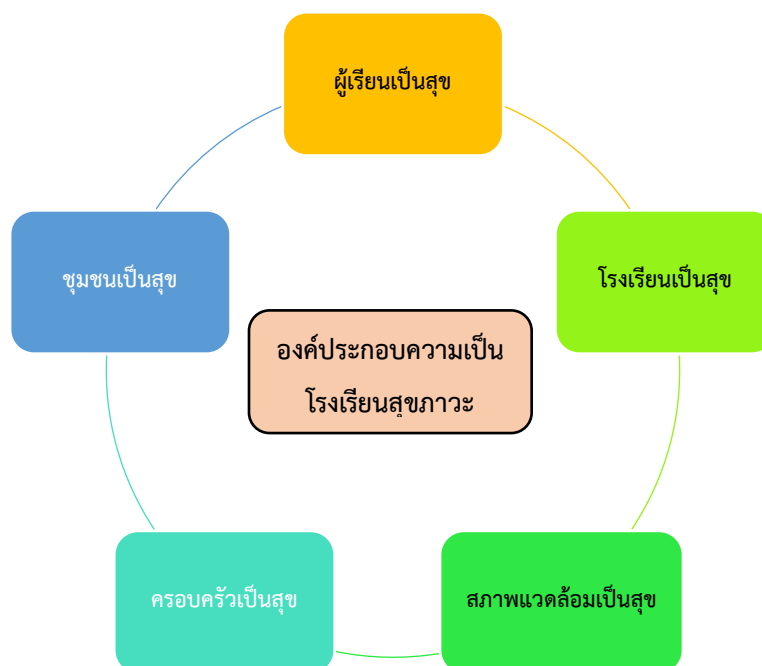 ผู้เรียนเป็นสุข
ชุมชนเป็นสุข
โรงเรียนเป็นสุข
องค์ประกอบความเป็น
โรงเรียนสุขภาวะ
ครอบครัวเป็นสุข
สภาพแวดล้อมเป็นสุข